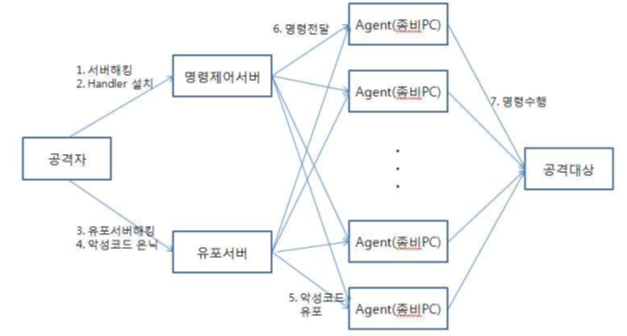 6. 명령전달
Agent(좀비PC)
1. 서버해킹
2. Handler 설치
명령제어서버
Agent(좀비PC)
7. 명령수행
공격자
공격대상
3. 유포서버해킹
4. 악성코드 은닉
유포서버
Agent(좀비PC)
5. 악성코드
유포
Agent(좀비PC)